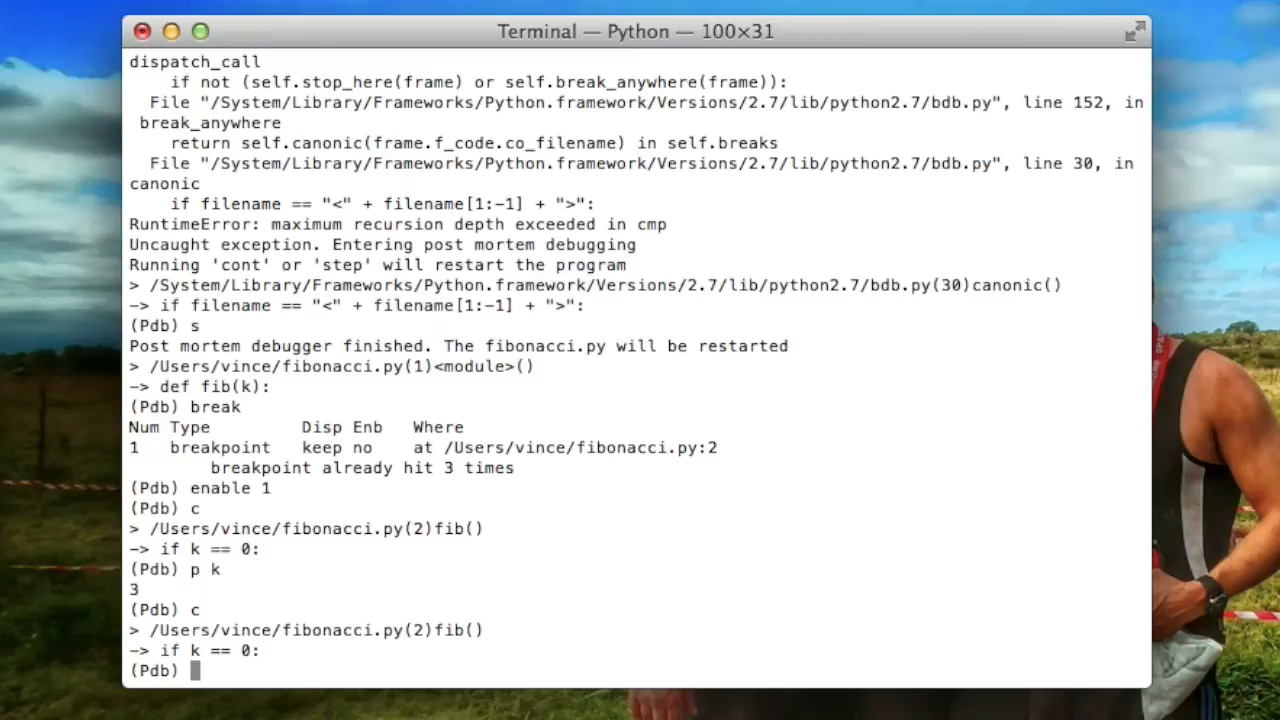 Terminal — Python — 100×31
dispatch_call
    if not (self.stop_here(frame) or self.break_anywhere(frame)):
  File "/System/Library/Frameworks/Python.framework/Versions/2.7/lib/python2.7/bdb.py", line 152, in
 break_anywhere
    return self.canonic(frame.f_code.co_filename) in self.breaks
  File "/System/Library/Frameworks/Python.framework/Versions/2.7/lib/python2.7/bdb.py", line 30, in
canonic
    if filename == "<" + filename[1:-1] + ">":
RuntimeError: maximum recursion depth exceeded in cmp
Uncaught exception. Entering post mortem debugging
Running 'cont' or 'step' will restart the program
> /System/Library/Frameworks/Python.framework/Versions/2.7/lib/python2.7/bdb.py(30)canonic()
-> if filename == "<" + filename[1:-1] + ">":
(Pdb) s
Post mortem debugger finished. The fibonacci.py will be restarted
> /Users/vince/fibonacci.py(1)<module>()
-> def fib(k):
(Pdb) break
Num Type         Disp Enb   Where
1   breakpoint   keep no    at /Users/vince/fibonacci.py:2
        breakpoint already hit 3 times
(Pdb) enable 1
(Pdb) c
> /Users/vince/fibonacci.py(2)fib()
-> if k == 0:
(Pdb) p k
3
(Pdb) c
> /Users/vince/fibonacci.py(2)fib()
-> if k == 0:
(Pdb)